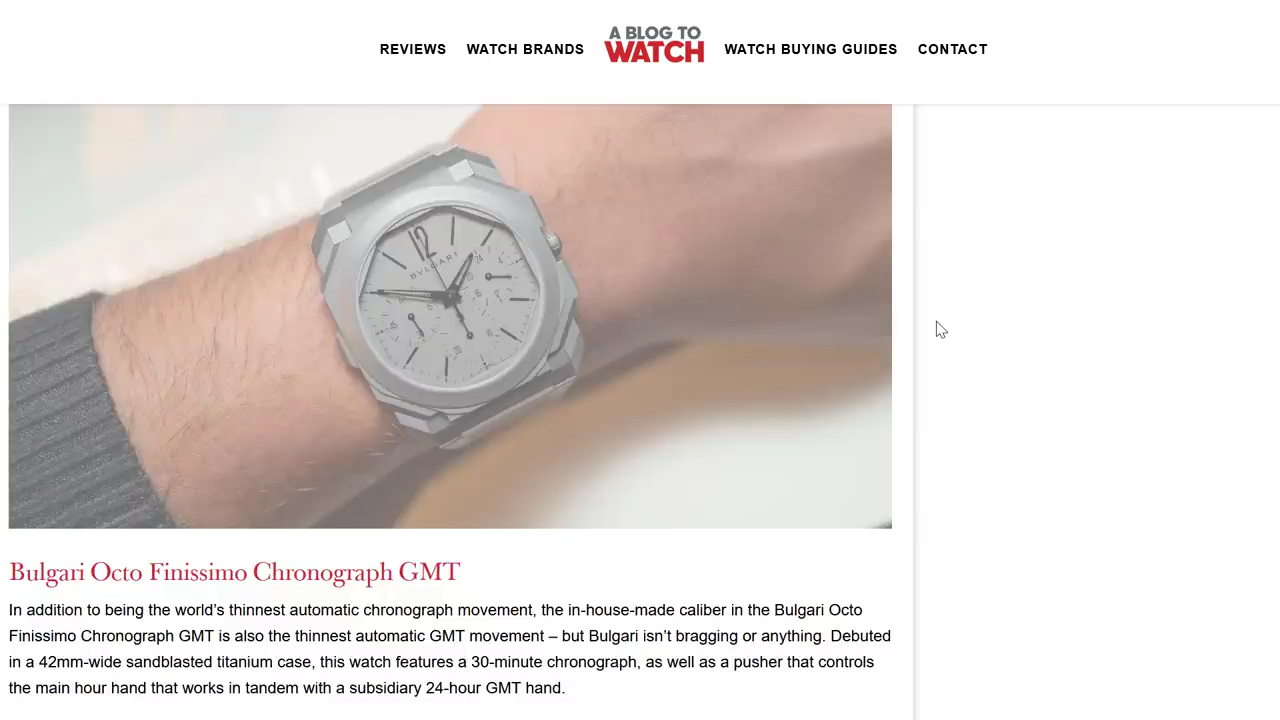 REVIEWS
WATCH BRANDS
A BLOG TO
WATCH
WATCH BUYING GUIDES
CONTACT
BVLGARI
12
24
Bulgari Octo Finissimo Chronograph GMT
In addition to being the world’s thinnest automatic chronograph movement, the in-house-made caliber in the Bulgari Octo
Finissimo Chronograph GMT is also the thinnest automatic GMT movement – but Bulgari isn’t bragging or anything. Debuted
in a 42mm-wide sandblasted titanium case, this watch features a 30-minute chronograph, as well as a pusher that controls
the main hour hand that works in tandem with a subsidiary 24-hour GMT hand.